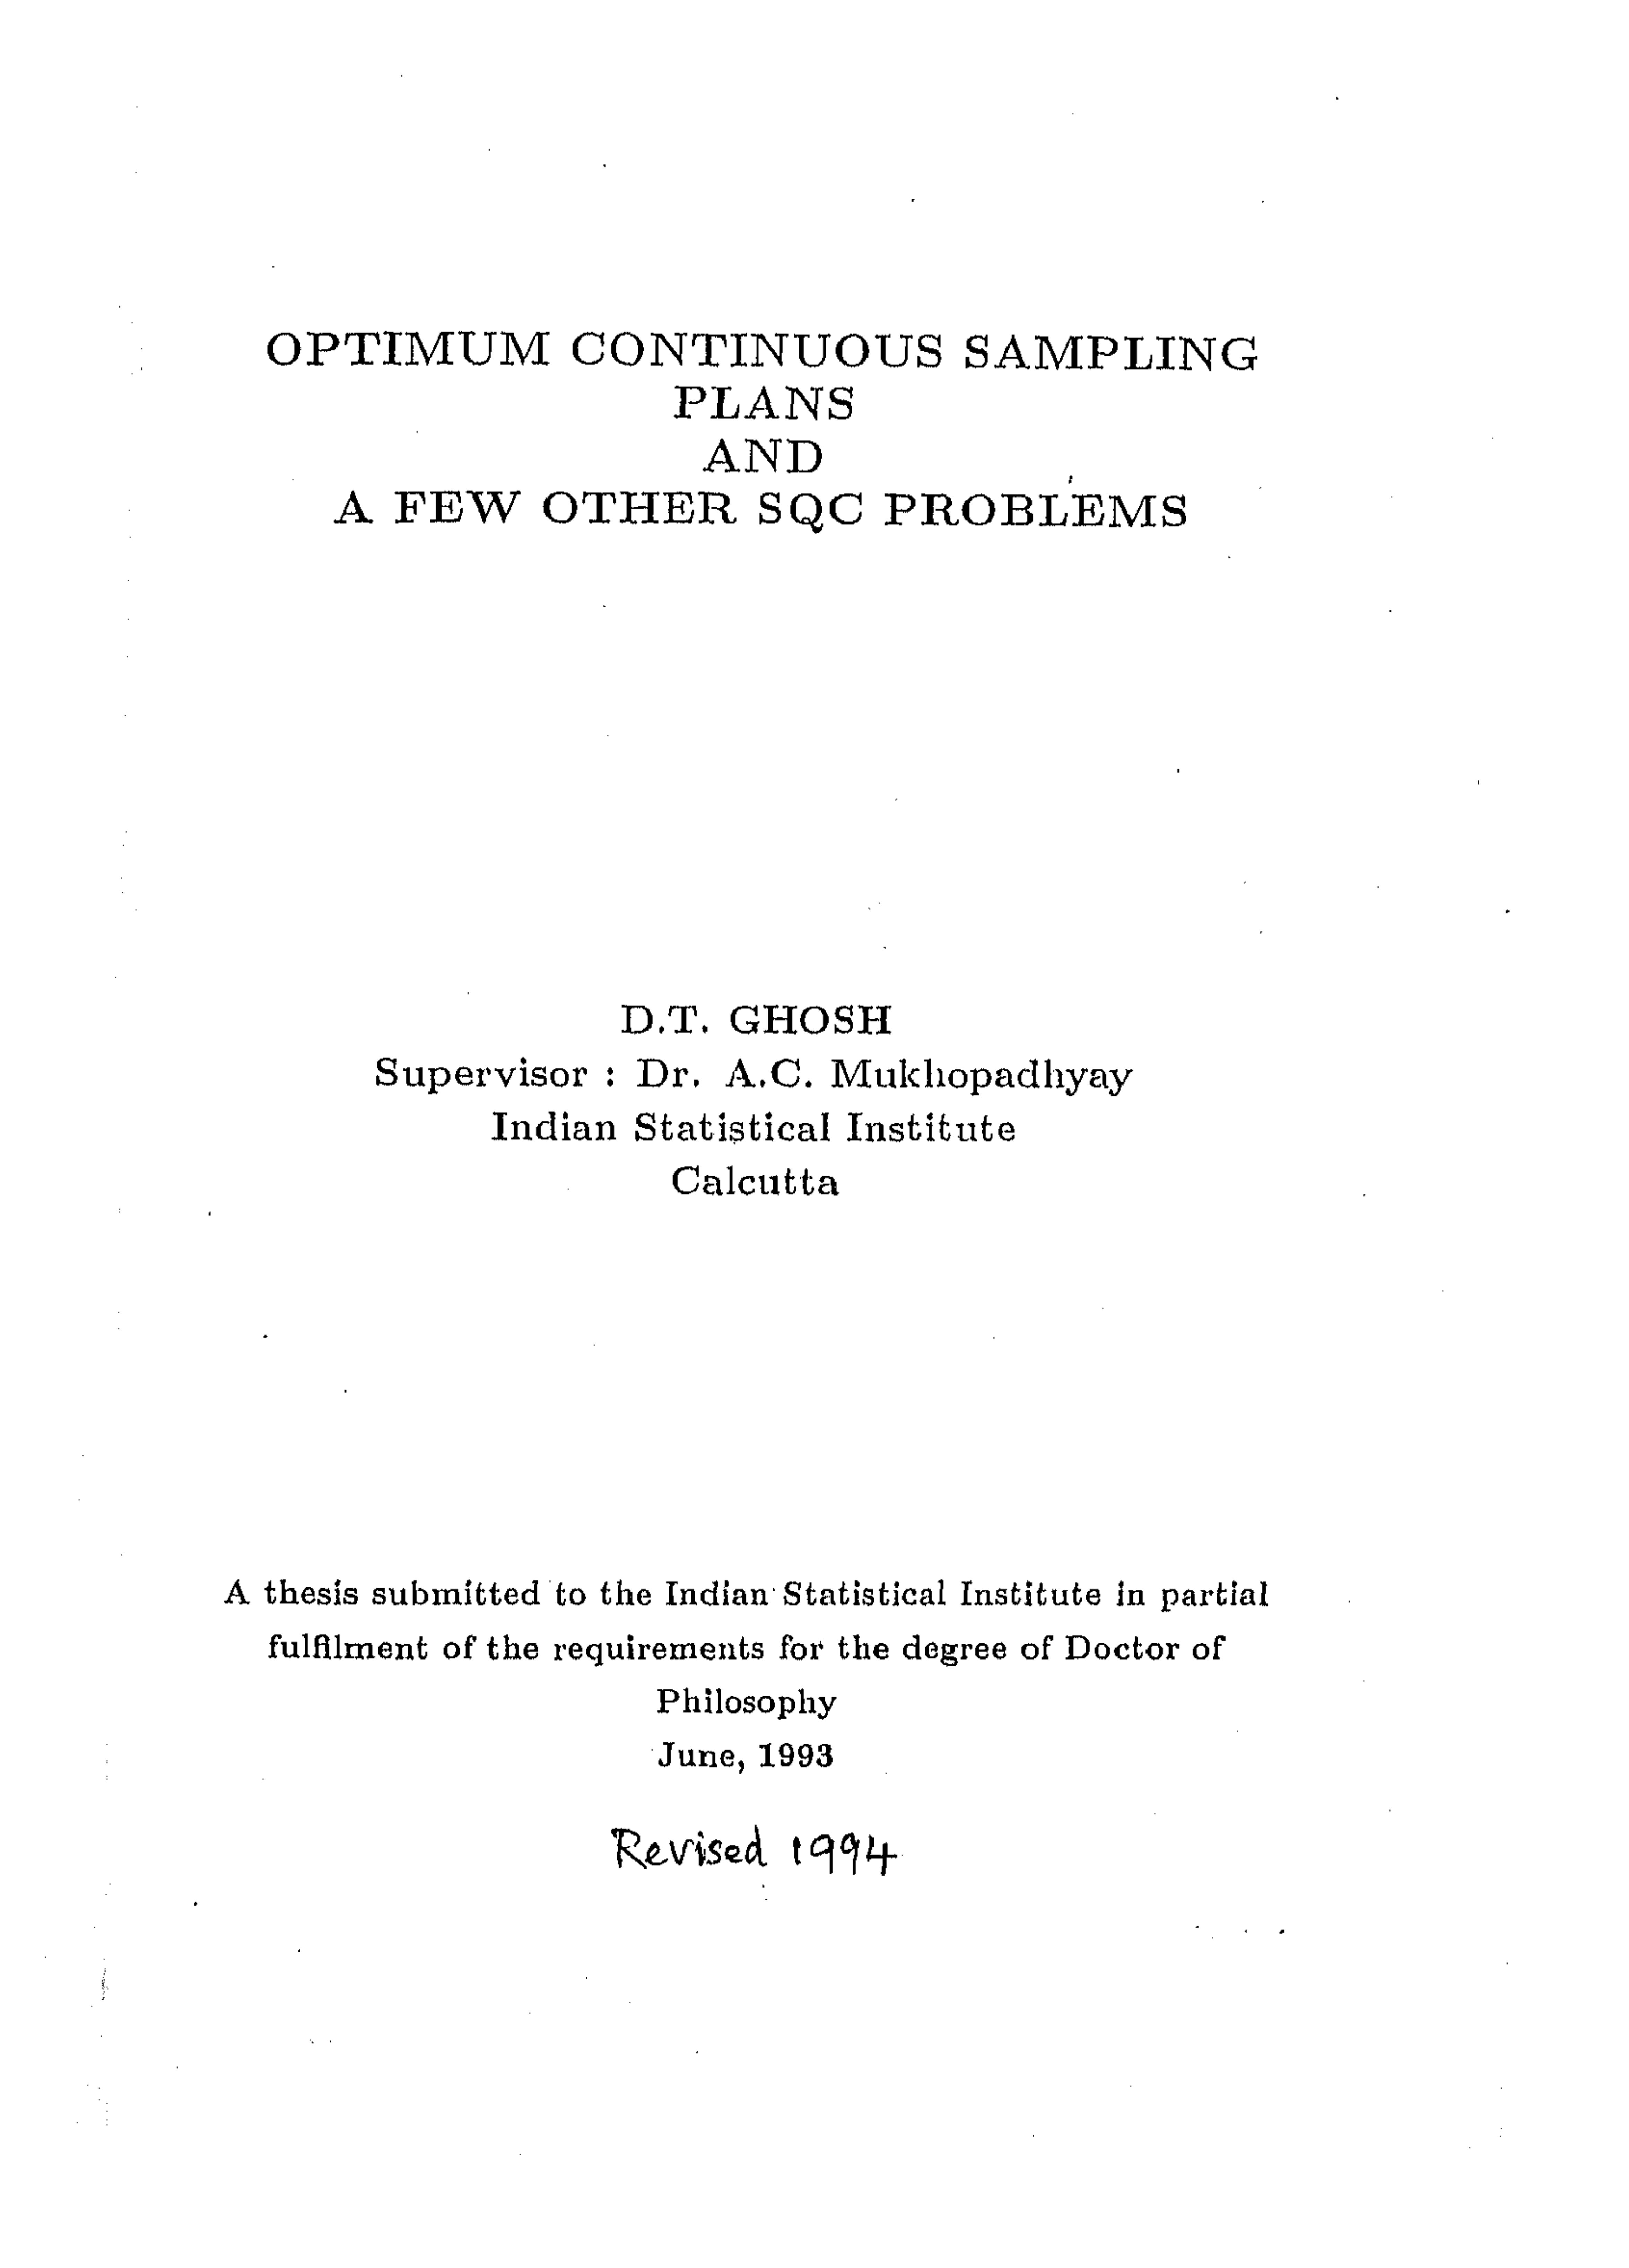 OPTIMUM CONTINUOUS SAMPLING
PLANS
AND
A FEW OTHER SQC PROBLEMS
D.T. GHOSH
Supervisor : Dr. A.C. Mukhopadhyay
Indian Statistical Institute
Calcutta
A thesis submitted to the Indian Statistical Institute in partial
fulfilment of the requirements for the degree of Doctor of
Philosophy
June, 1993
Revised 1994